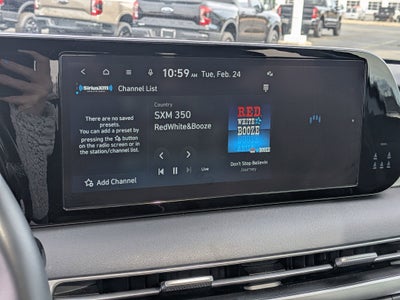 10:59 AM Tue, Feb. 24
SiriusXM
Channel List
There are no saved
presets.
You can add a preset by
pressing the button
on the radio screen or in
the station/channel list.
Add Channel
Country
SXM 350
RedWhite&Booze
Live
RED
WHITE
BOOZE
Don't Stop Believin
Journey